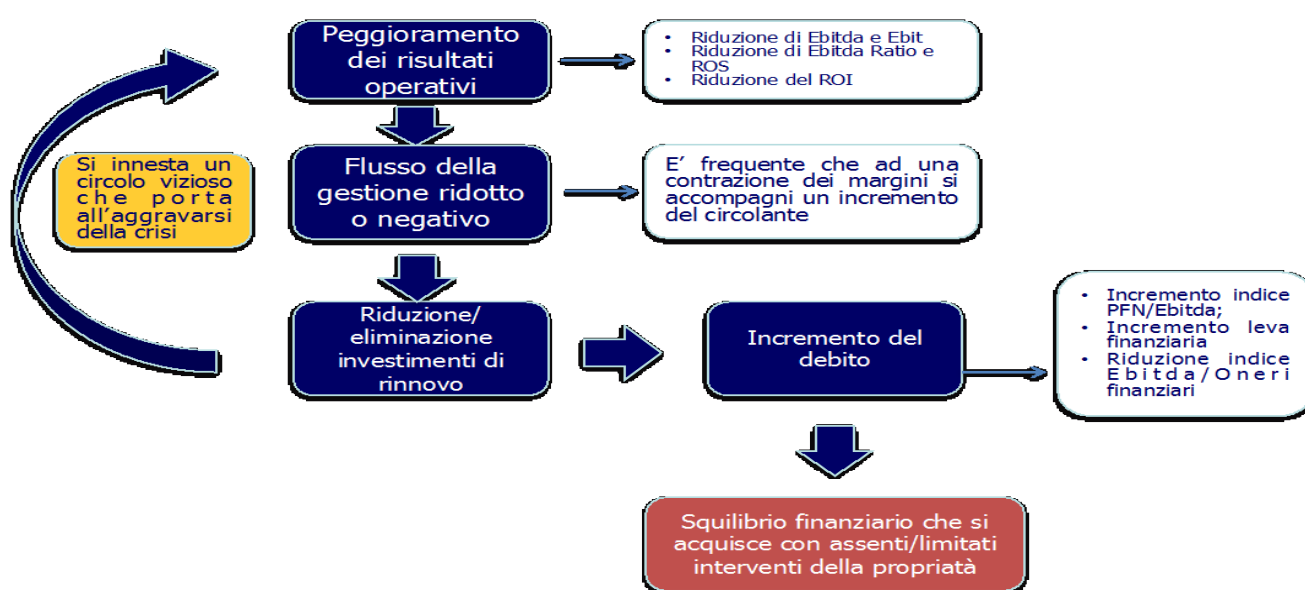 Peggioramento
dei risultati
operativi
• Riduzione di Ebitda e Ebit
• Riduzione di Ebitda Ratio e
ROS
• Riduzione del ROI
Si innesta un
circolo vizioso
che porta
all'aggravarsi
della crisi
Flusso della
gestione ridotto
o negativo
E' frequente che ad una
contrazione dei margini si
accompagni un incremento
del circolante
Riduzione/
eliminazione
investimenti di
rinnovo
Incremento del
debito
• Incremento indice
PFN/Ebitda;
• Incremento leva
finanziaria
• Riduzione indice
Ebitda/Oneri
finanziari
Squilibrio finanziario che si
acquisce con assenti/limitati
interventi della propriatà